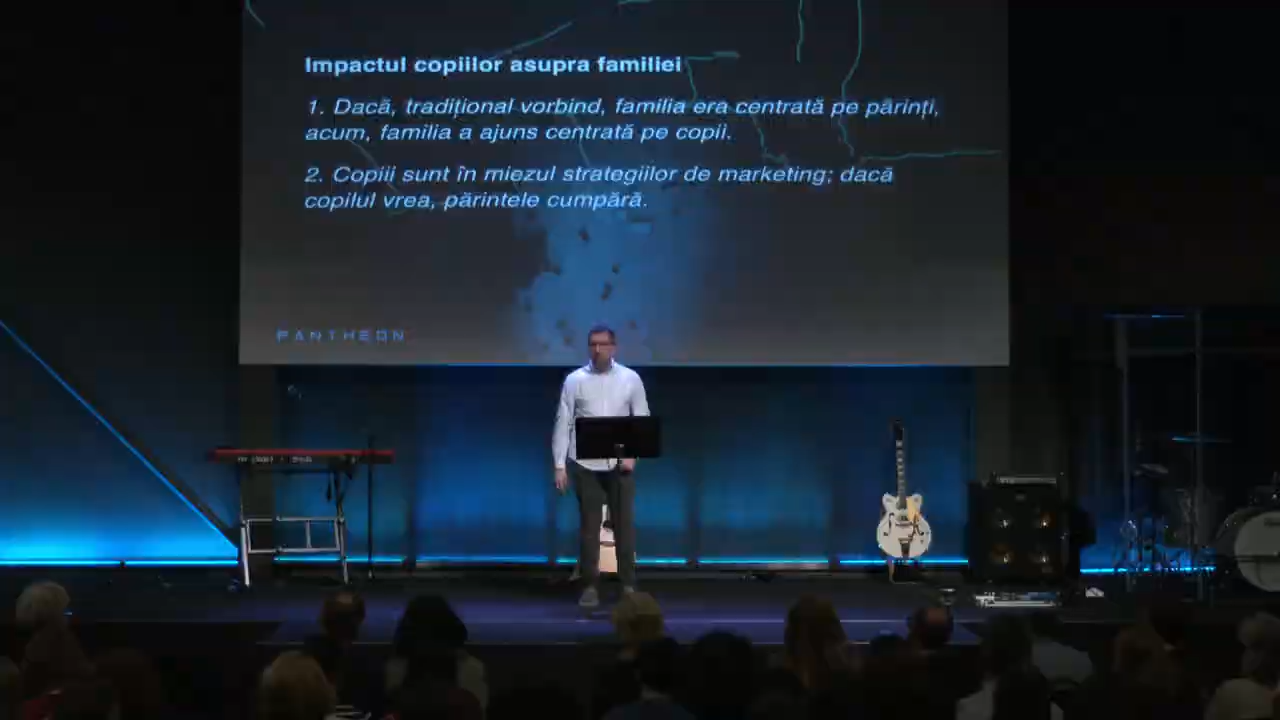 Impactul copiilor asupra familiei
1. Dacă, tradițional vorbind, familia era centrată pe părinți,
acum, familia a ajuns centrată pe copii.
2. Copiii sunt în miezul strategiilor de marketing; dacă
copilul vrea, părintele cumpără.
PANTHEON